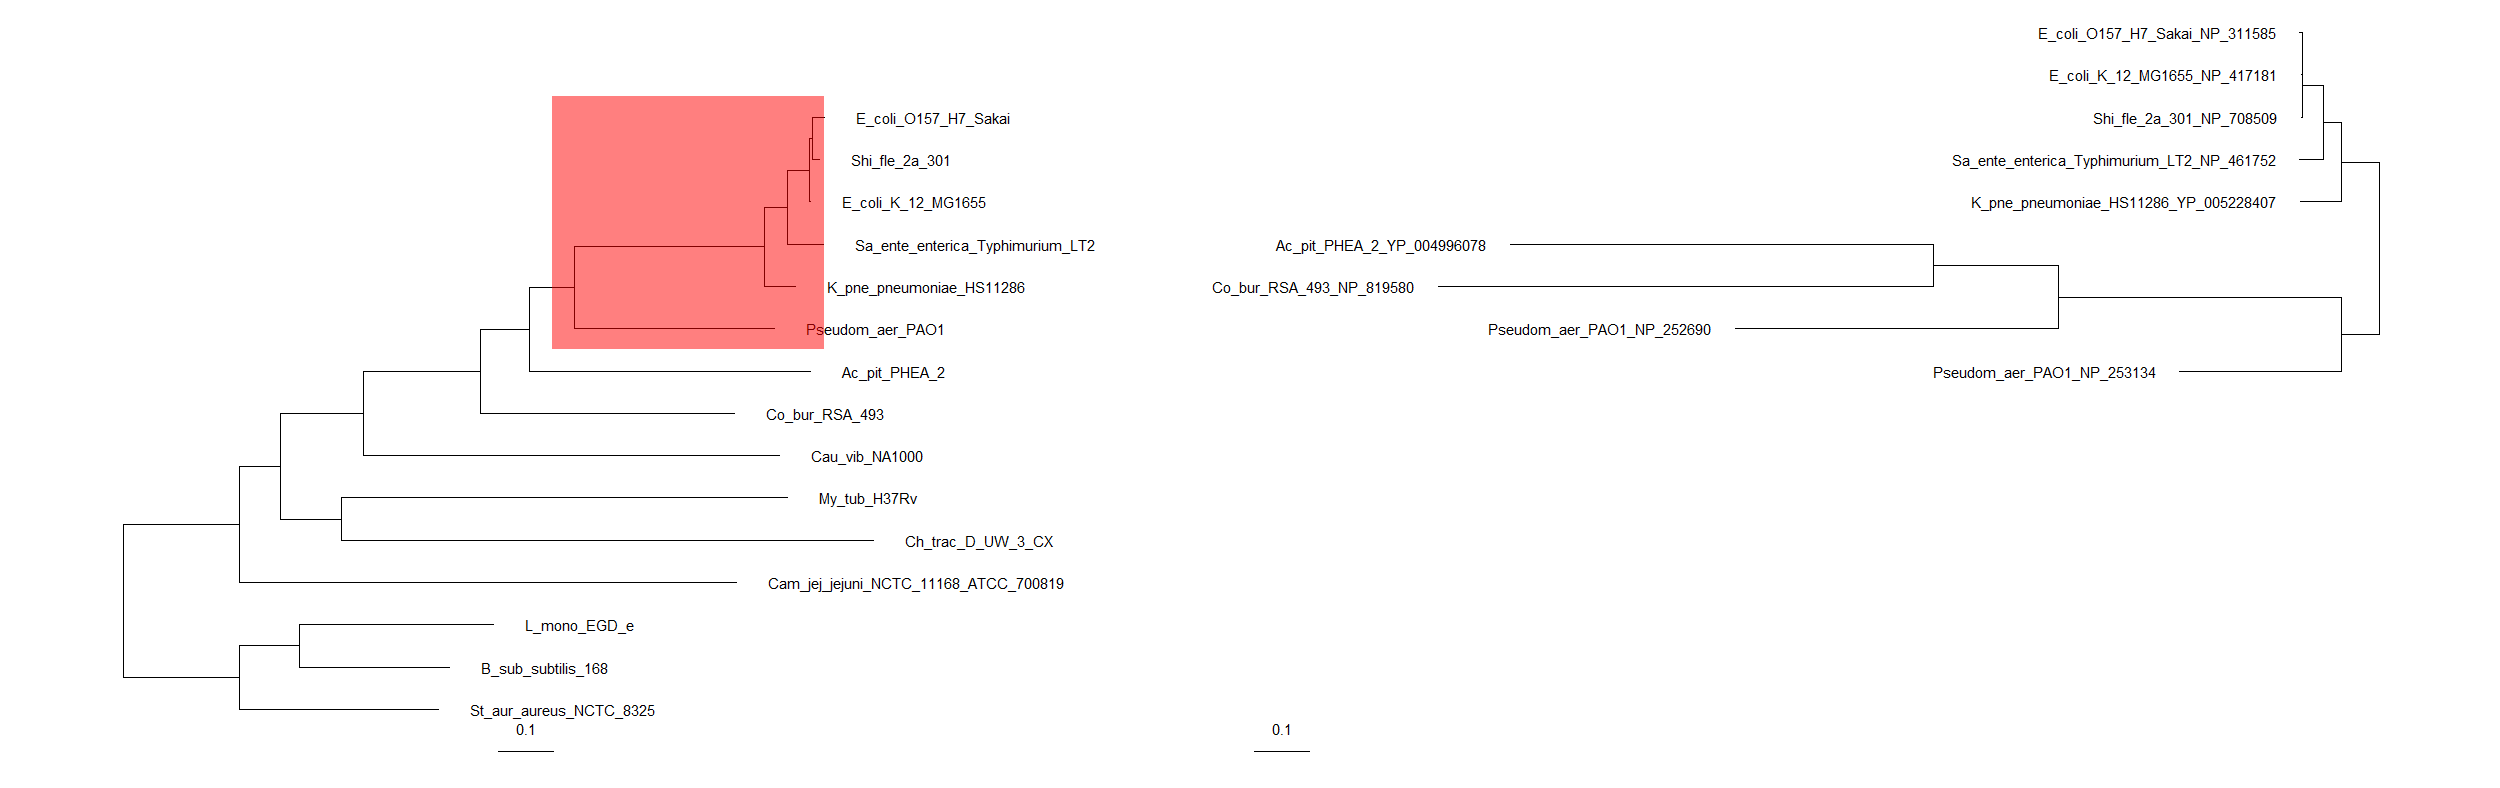 E_coli_O157_H7_Sakai
Shi_fle_2a_301
E_coli_K_12_MG1655
Sa_ente_enterica_Typhimurium_LT2
K_pne_pneumoniae_HS11286
Pseudom_aer_PAO1
Ac_pit_PHEA_2
Co_bur_RSA_493
Cau_vib_NA1000
My_tub_H37Rv
Ch_trac_D_UW_3_CX
Cam_jej_jejuni_NCTC_11168_ATCC_700819
L_mono_EGD_e
B_sub_subtilis_168
St_aur_aureus_NCTC_8325
0.1
E_coli_O157_H7_Sakai_NP_311585
E_coli_K_12_MG1655_NP_417181
Shi_fle_2a_301_NP_708509
Sa_ente_enterica_Typhimurium_LT2_NP_461752
K_pne_pneumoniae_HS11286_YP_005228407
Ac_pit_PHEA_2_YP_004996078
Co_bur_RSA_493_NP_819580
Pseudom_aer_PAO1_NP_252690
Pseudom_aer_PAO1_NP_253134
0.1